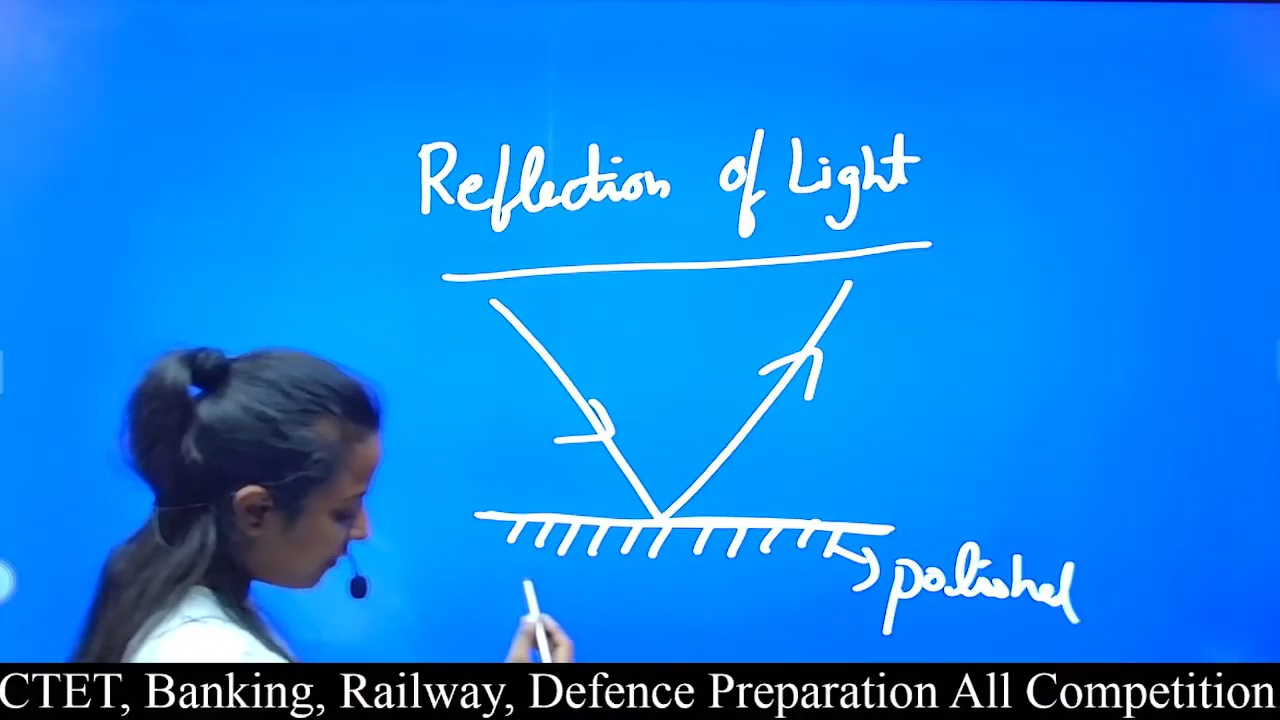 Reflection of Light
polished
CTET, Banking, Railway, Defence Preparation All Competition